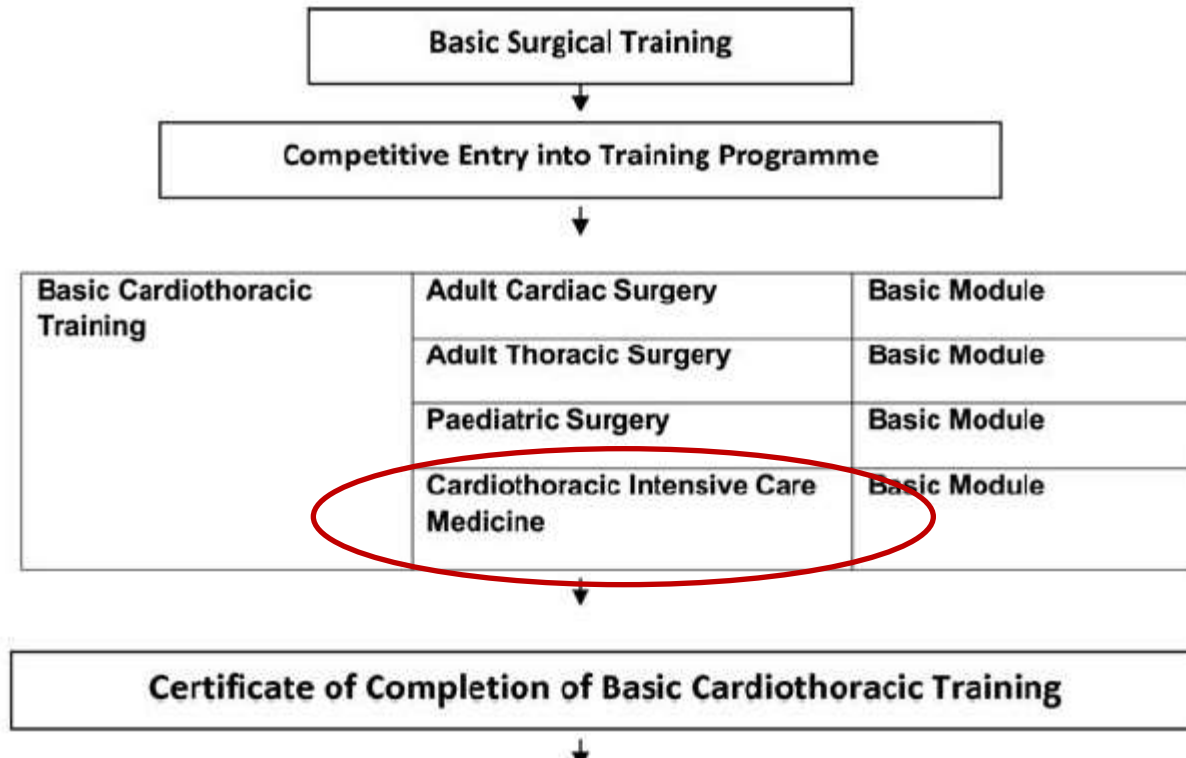 Basic Surgical Training
Competitive Entry into Training Programme
Basic Cardiothoracic
Training
Adult Cardiac Surgery
Basic Module
Adult Thoracic Surgery
Basic Module
Paediatric Surgery
Basic Module
Cardiothoracic Intensive Care
Medicine
Basic Module
Certificate of Completion of Basic Cardiothoracic Training